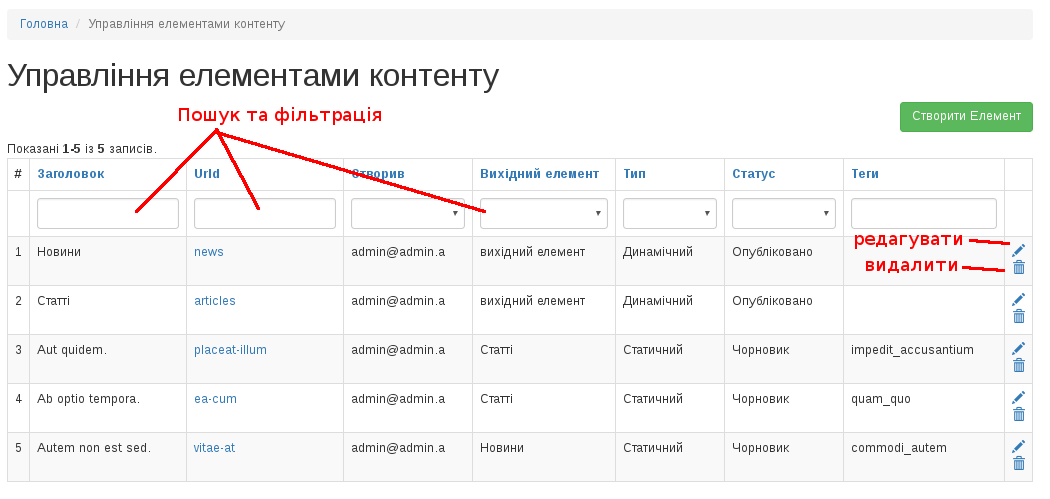 Головна / Управління елементами контенту
Управління елементами контенту
Пошук та фільтрація
Створити Елемент
Показані 1-5 із 5 записів.
# Заголовок UrId Створив Вихідний елемент Тип Статус Теги
1 Новини news admin@admin.a вихідний елемент Динамічний Опубліковано
редагувати
видалити
2 Статті articles admin@admin.a вихідний елемент Динамічний Опубліковано
3 Aut quidem. placeat-illum admin@admin.a Статті Статичний Чорновик impedit_accusantium
4 Ab optio tempora. ea-cum admin@admin.a Статті Статичний Чорновик quam_quo
5 Autem non est sed. vitae-at admin@admin.a Новини Статичний Чорновик commodi_autem